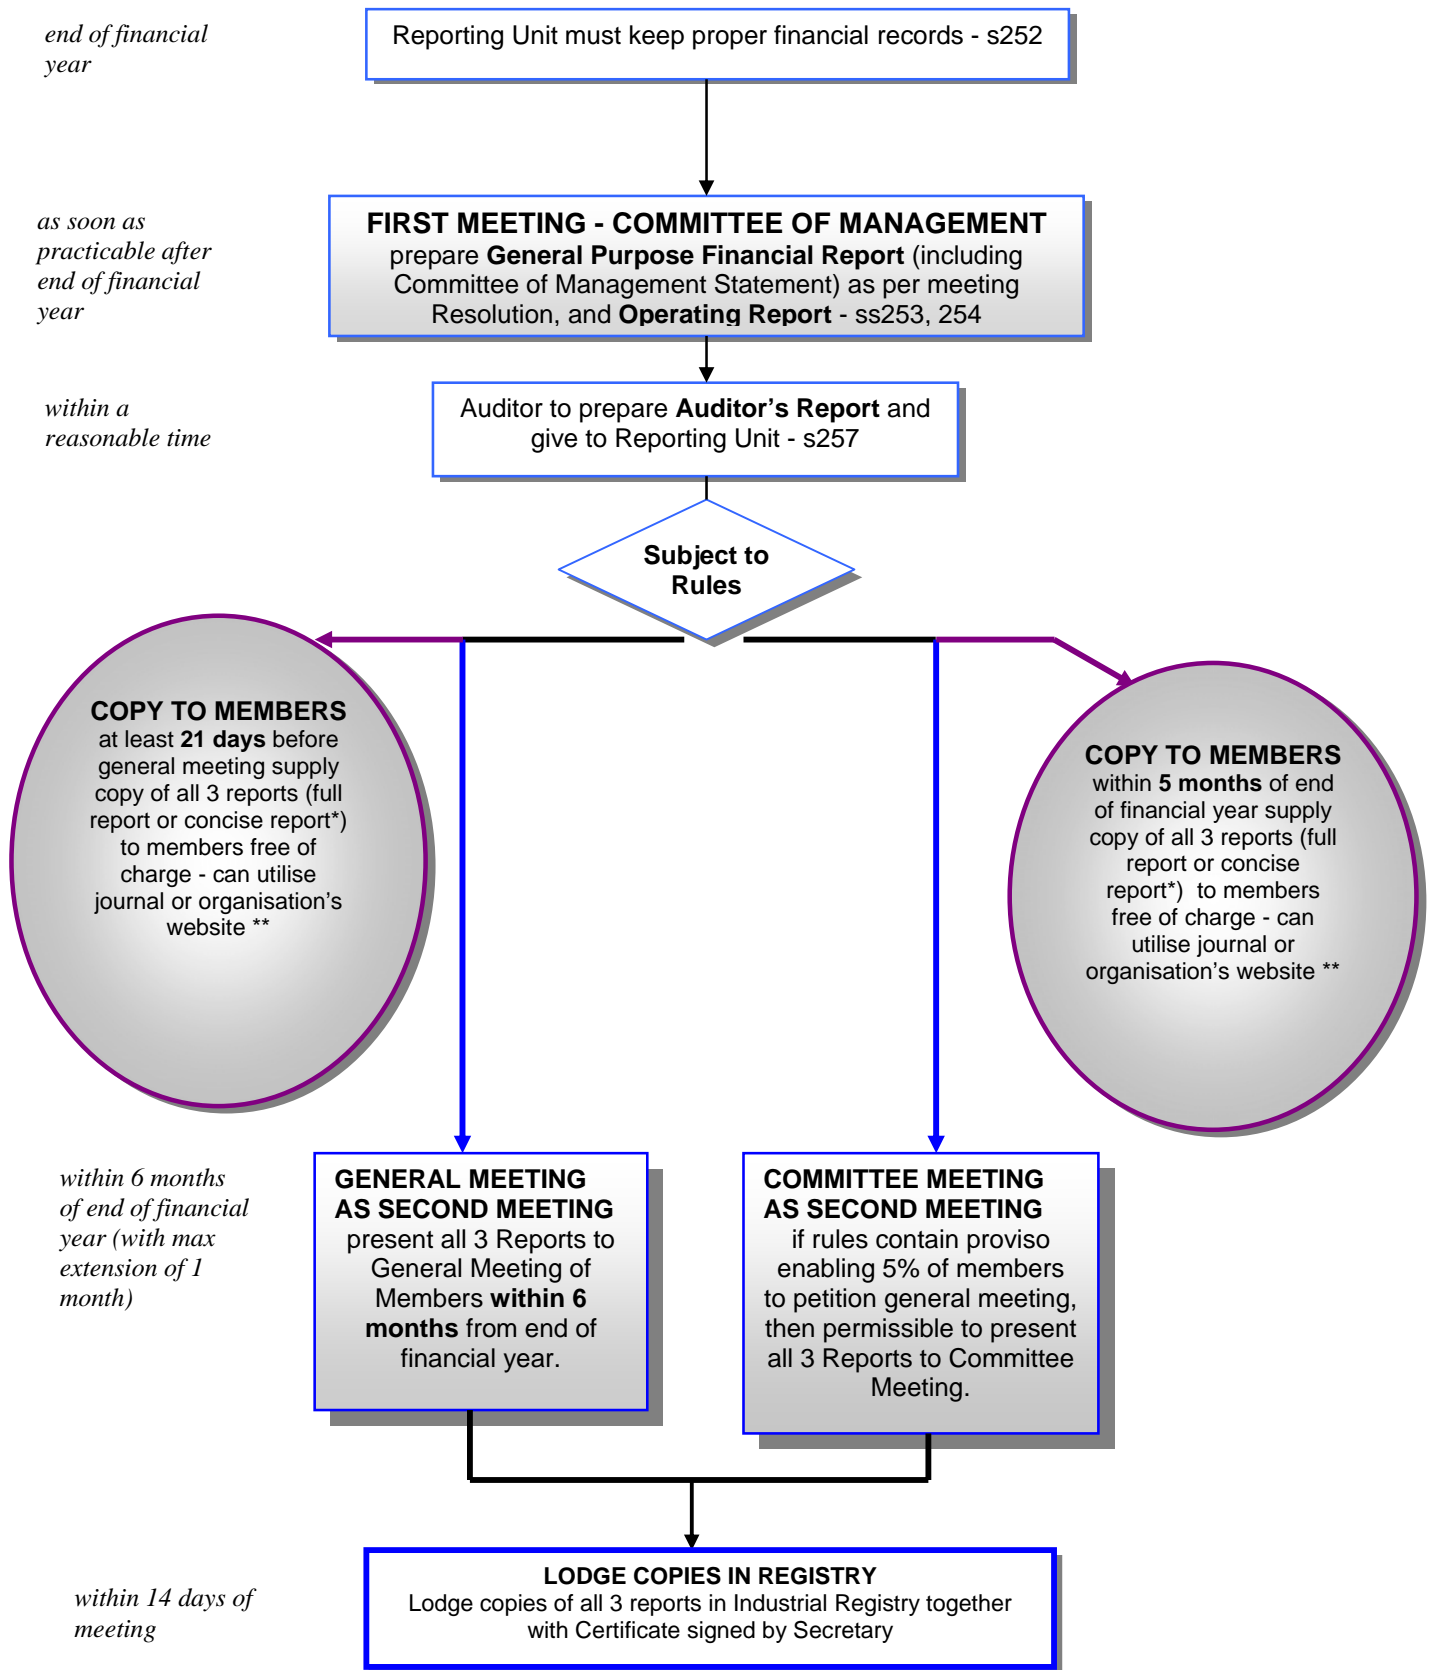 end of financial
year
Reporting Unit must keep proper financial records - s252
as soon as
practicable after
end of financial
year
FIRST MEETING - COMMITTEE OF MANAGEMENT
prepare General Purpose Financial Report (including
Committee of Management Statement) as per meeting
Resolution, and Operating Report - ss253, 254
within a
reasonable time
Auditor to prepare Auditor’s Report and
give to Reporting Unit - s257
Subject to
Rules
COPY TO MEMBERS
at least 21 days before
general meeting supply
copy of all 3 reports (full
report or concise report*)
to members free of
charge - can utilise
journal or organisation’s
website **
COPY TO MEMBERS
within 5 months of end
of financial year supply
copy of all 3 reports (full
report or concise
report*) to members
free of charge - can
utilise journal or
organisation’s website **
within 6 months
of end of financial
year (with max
extension of 1
month)
GENERAL MEETING
AS SECOND MEETING
present all 3 Reports to
General Meeting of
Members within 6
months from end of
financial year.
COMMITTEE MEETING
AS SECOND MEETING
if rules contain proviso
enabling 5% of members
to petition general meeting,
then permissible to present
all 3 Reports to Committee
Meeting.
within 14 days of
meeting
LODGE COPIES IN REGISTRY
Lodge copies of all 3 reports in Industrial Registry together
with Certificate signed by Secretary